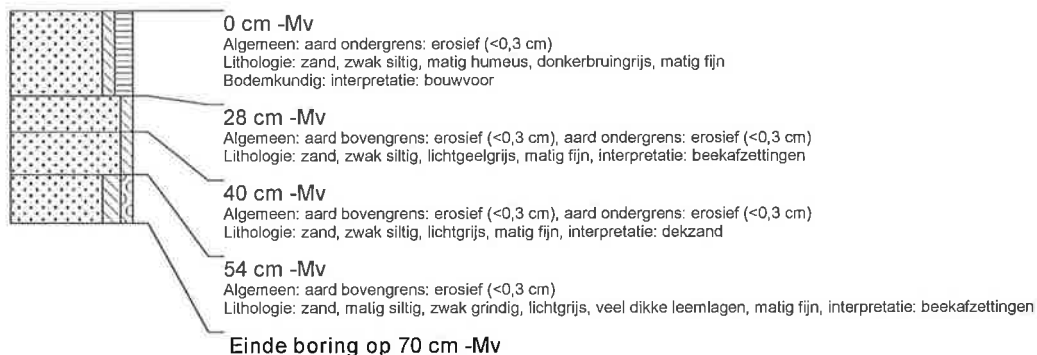 0 cm -Mv
Algemeen: aard ondergrens: erosief (<0,3 cm)
Lithologie: zand, zwak siltig, matig humeus, donkerbruingrijs, matig fijn
Bodemkundig: interpretatie: bouwvoor
28 cm -Mv
Algemeen: aard bovengrens: erosief (<0,3 cm), aard ondergrens: erosief (<0,3 cm)
Lithologie: zand, zwak siltig, lichtgeelgrijs, matig fijn, interpretatie: beekafzettingen
40 cm -Mv
Algemeen: aard bovengrens: erosief (<0,3 cm), aard ondergrens: erosief (<0,3 cm)
Lithologie: zand, zwak siltig, lichtgrijs, matig fijn, interpretatie: dekzand
54 cm -Mv
Algemeen: aard bovengrens: erosief (<0,3 cm)
Lithologie: zand, matig siltig, zwak grindig, lichtgrijs, veel dikke leemlagen, matig fijn, interpretatie: beekafzettingen
Einde boring op 70 cm -Mv